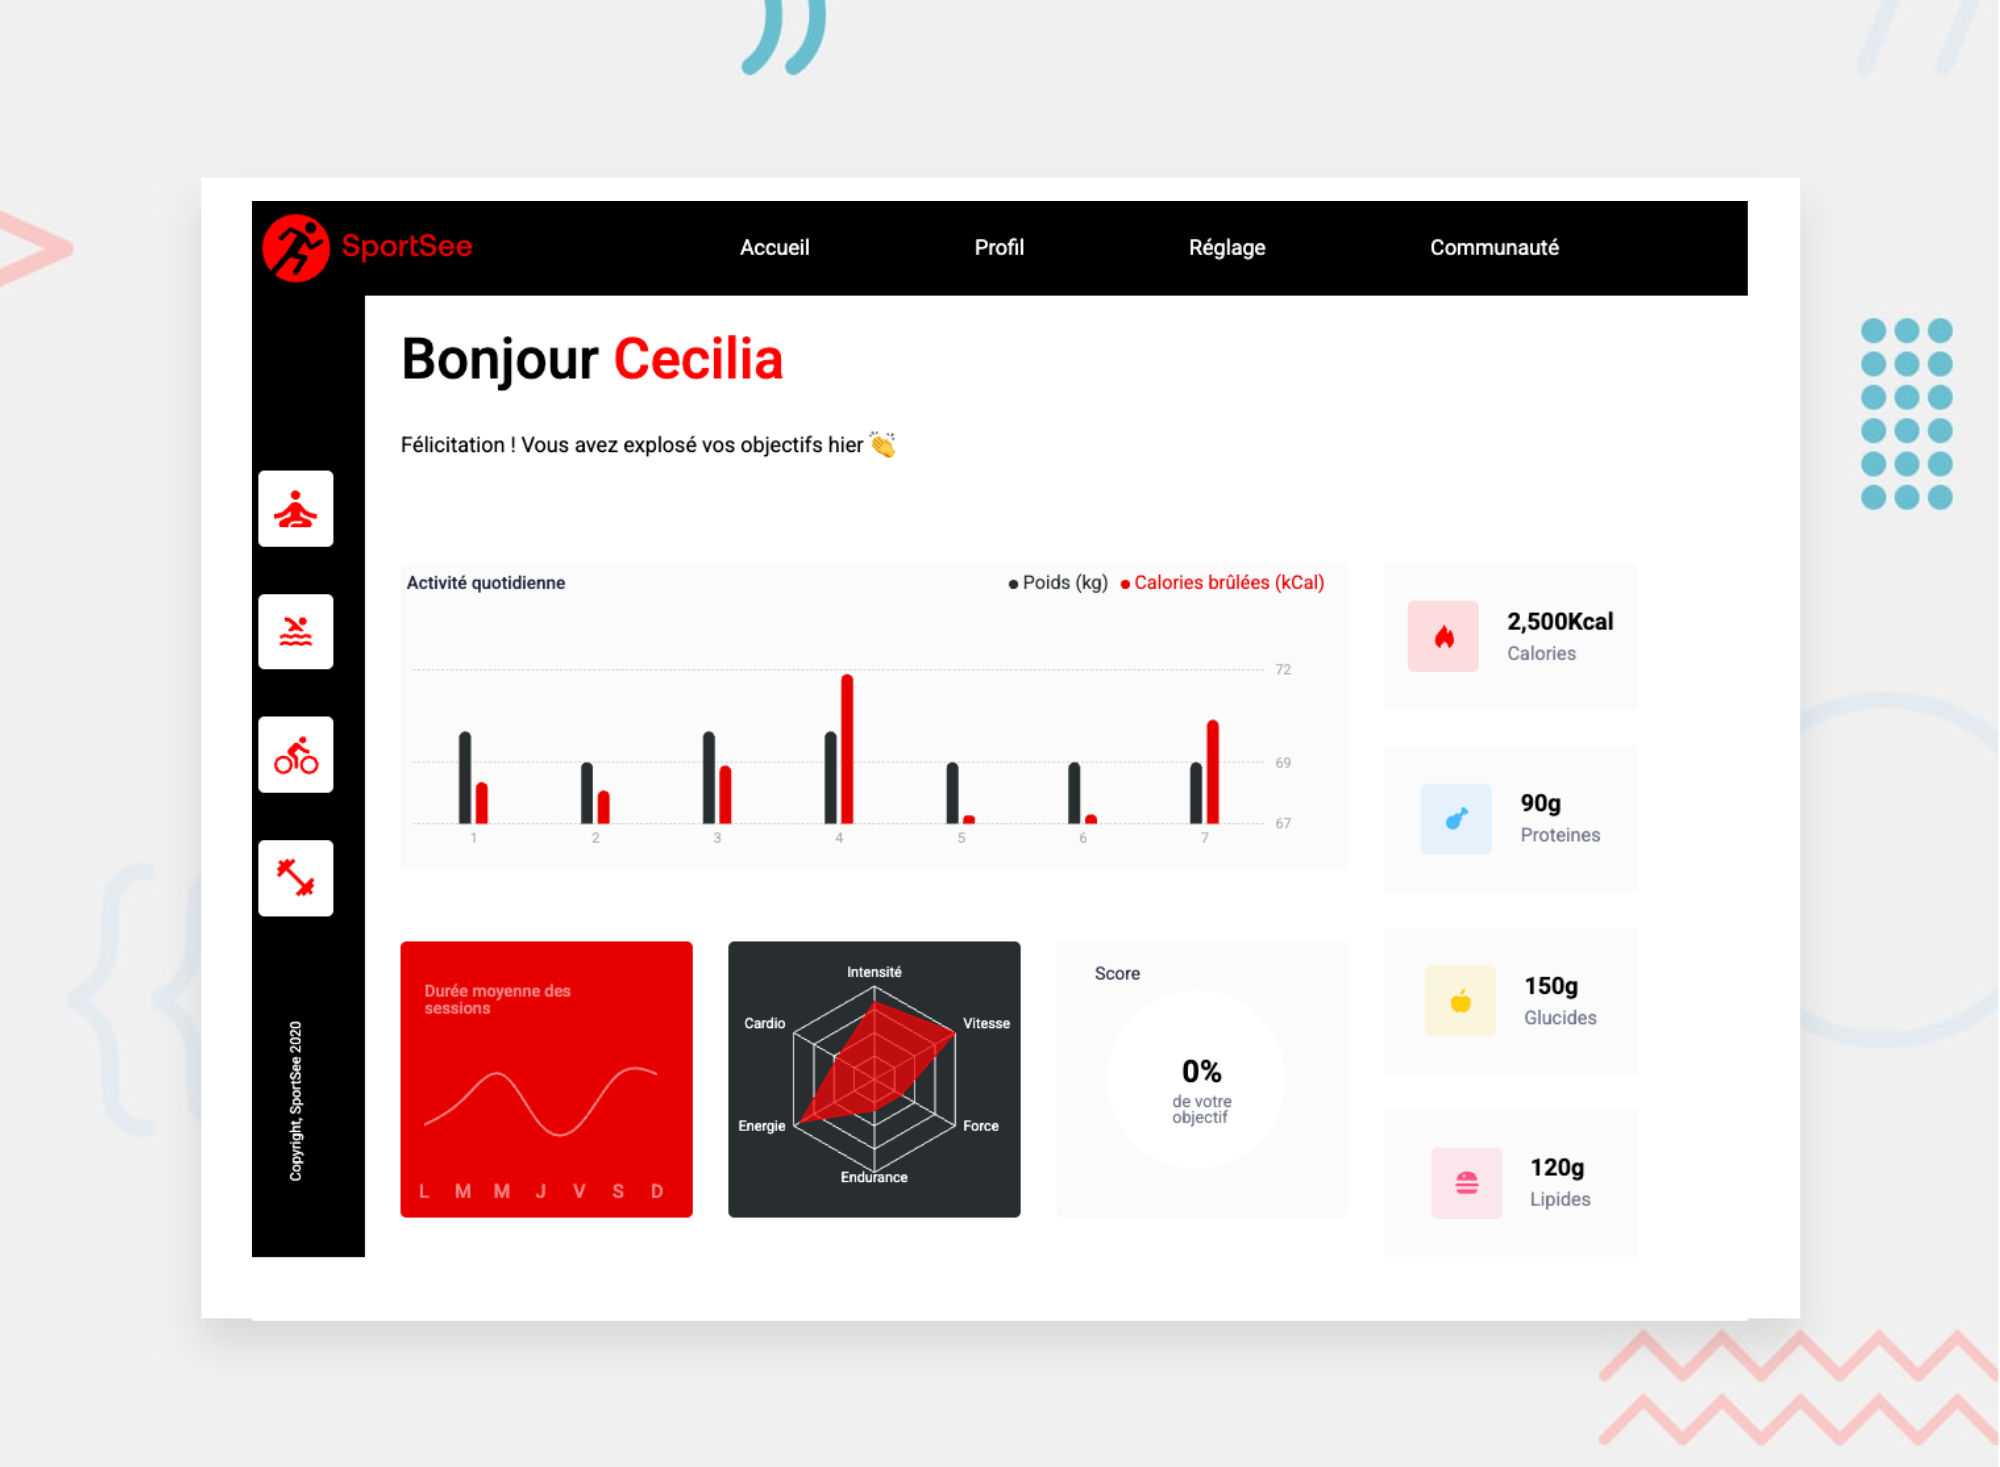 SportSee
Accueil
Profil
Réglage
Communauté
Bonjour Cecilia
Félicitation ! Vous avez explosé vos objectifs hier 👏
Activité quotidienne
Poids (kg)
Calories brûlées (kCal)
72
69
67
1 2 3 4 5 6 7
2,500Kcal
Calories
90g
Proteines
150g
Glucides
120g
Lipides
Durée moyenne des
sessions
L M M J V S D
Intensité
Vitesse
Force
Endurance
Energie
Cardio
Score
0%
de votre
objectif
Copyright, SportSee 2020